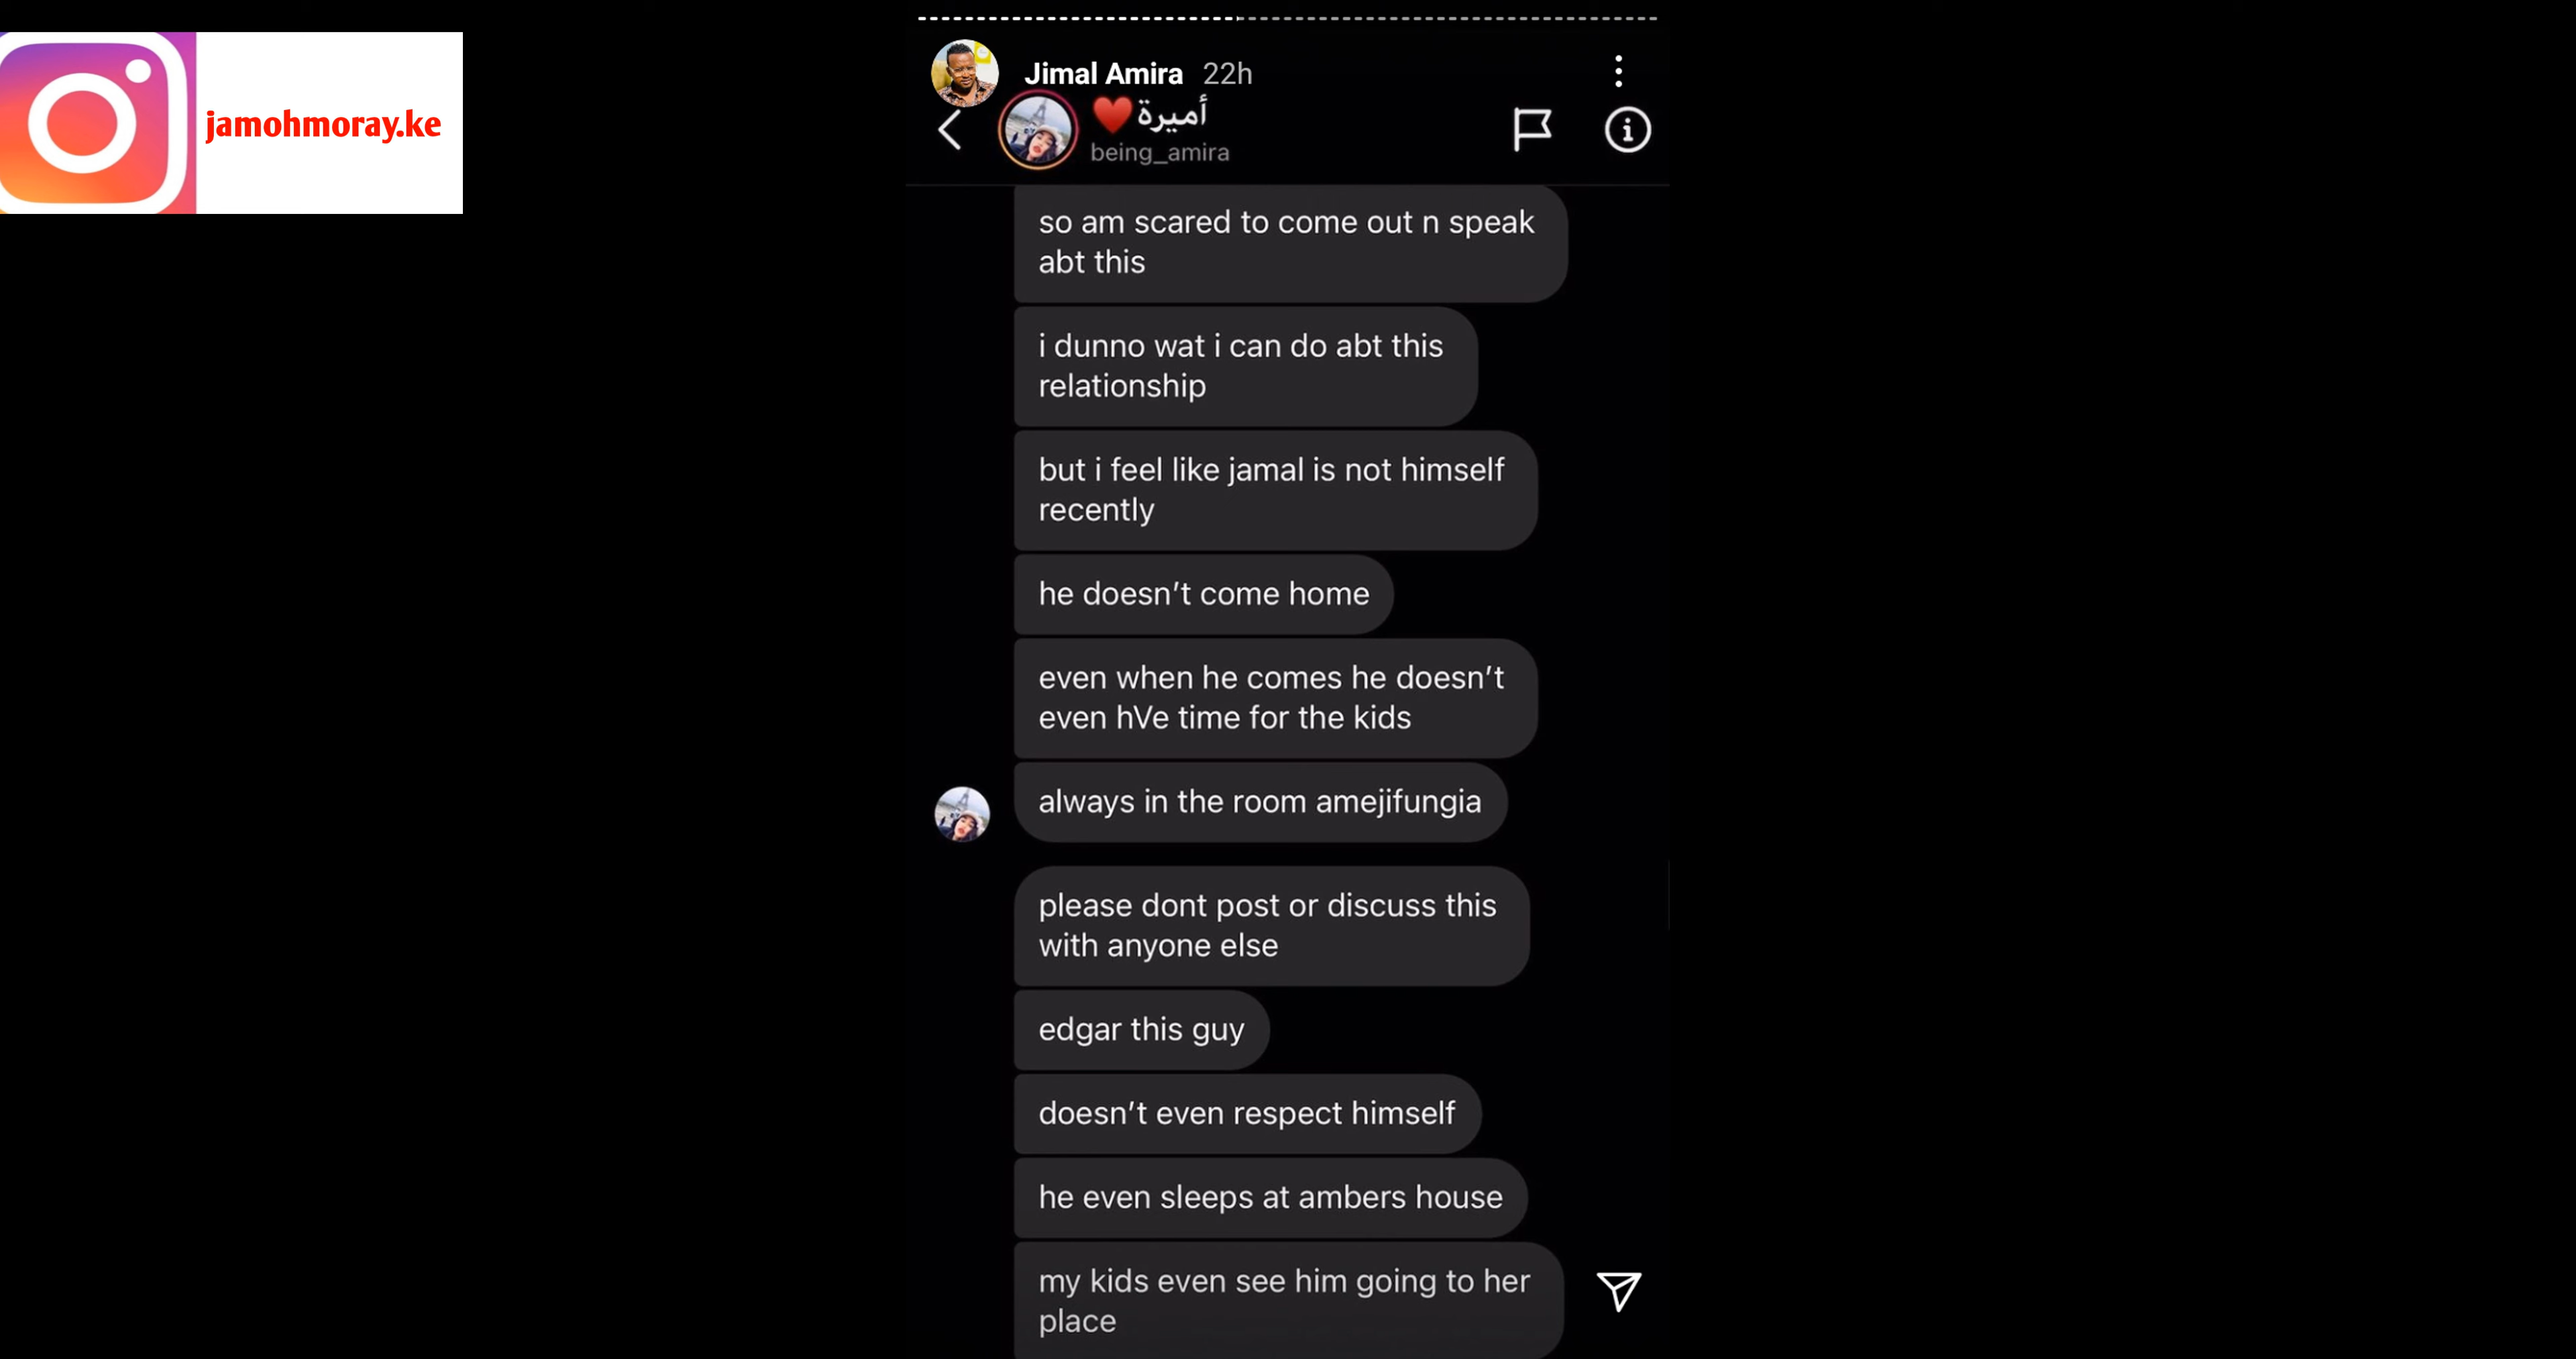 jamohmoray.ke
Jimal Amira 22h
أميرة❤️
being_amira
so am scared to come out n speak
abt this
i dunno wat i can do abt this
relationship
but i feel like jamal is not himself
recently
he doesn't come home
even when he comes he doesn't
even hVe time for the kids
always in the room amejifungia
please dont post or discuss this
with anyone else
edgar this guy
doesn't even respect himself
he even sleeps at ambers house
my kids even see him going to her
place